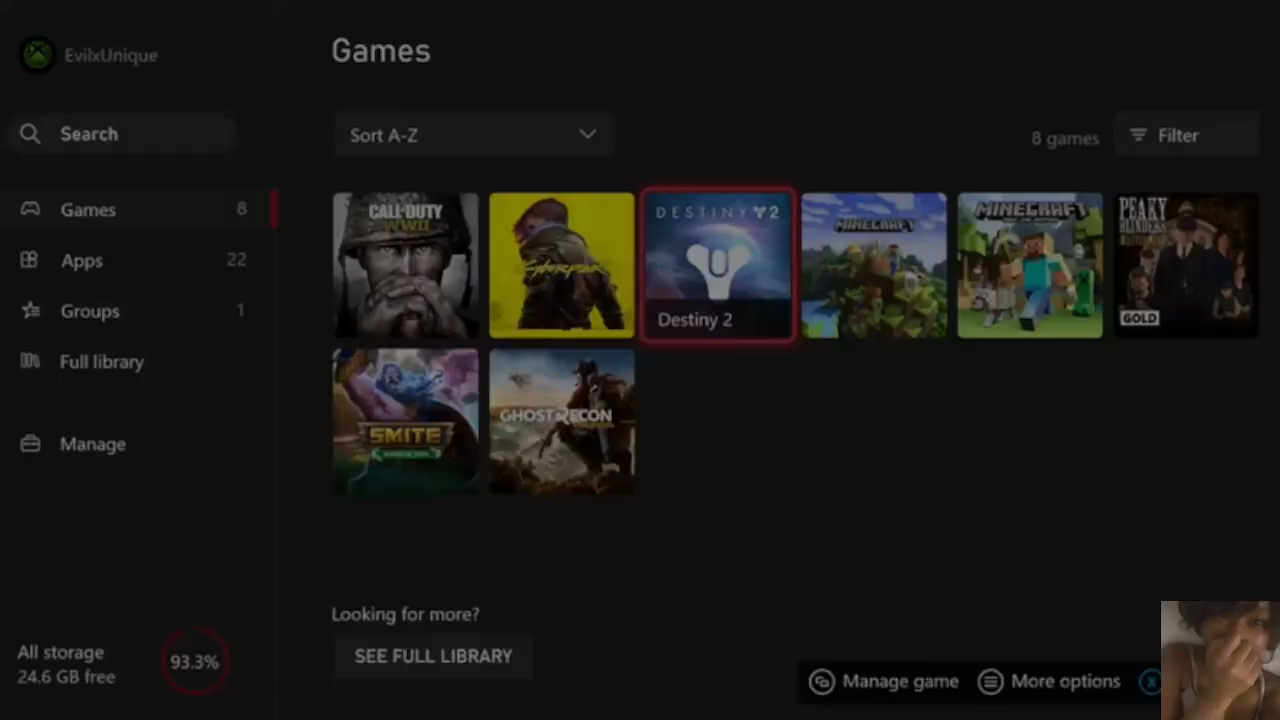 EvilxUnique
Games
Search
Sort A-Z
8 games
Filter
Games 8
Apps 22
Groups 1
Full library
Manage
CALL OF DUTY
WWII
Cyberpunk
DESTINY 2
Destiny 2
MINECRAFT
MINECRAFT
PEAKY
BLINDERS
GOLD
SMITE
GHOST RECON
Looking for more?
SEE FULL LIBRARY
All storage
24.6 GB free
93.3%
Manage game
More options
X